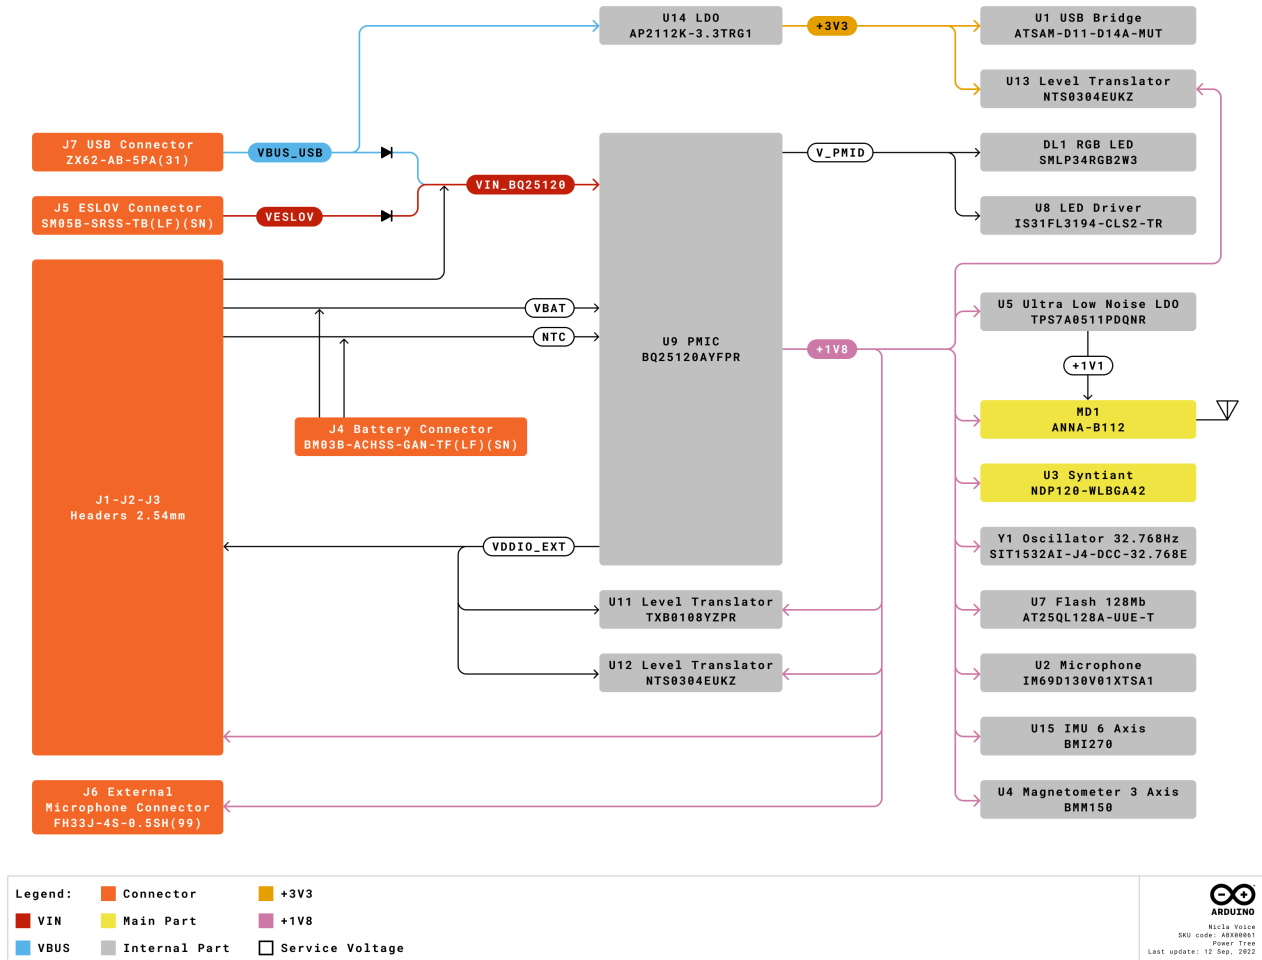 U14 LDO
AP2112K-3.3TRG1
+3V3
U1 USB Bridge
ATSAM-D11-D14A-MUT
U13 Level Translator
NTS0304EUKZ
J7 USB Connector
ZX62-AB-5PA(31)
VBUS_USB
V_PMID
DL1 RGB LED
SMLP34RGB2W3
VIN_BQ25120
J5 ESLOV Connector
SM05B-SRSS-TB(LF)(SN)
VESLOV
U8 LED Driver
IS31FL3194-CLS2-TR
VBAT
NTC
U9 PMIC
BQ25120AYFPR
+1V8
U5 Ultra Low Noise LDO
TPS7A0511PDQNR
+1V1
MD1
ANNA-B112
J4 Battery Connector
BM03B-ACHSS-GAN-TF(LF)(SN)
U3 Syntiant
NDP120-WLBGA42
J1-J2-J3
Headers 2.54mm
VDDIO_EXT
Y1 Oscillator 32.768Hz
SIT1532AI-J4-DCC-32.768E
U11 Level Translator
TXB0108YZPR
U7 Flash 128Mb
AT25QL128A-UUE-T
U12 Level Translator
NTS0304EUKZ
U2 Microphone
IM69D130V01XTSA1
U15 IMU 6 Axis
BMI270
J6 External
Microphone Connector
FH33J-4S-0.5SH(99)
U4 Magnetometer 3 Axis
BMM150
Legend:
Connector
+3V3
VIN
Main Part
+1V8
VBUS
Internal Part
Service Voltage
ARDUINO
Nicla Voice
SKU code: ABX00061
Power Tree
Last update: 12 Sep, 2022